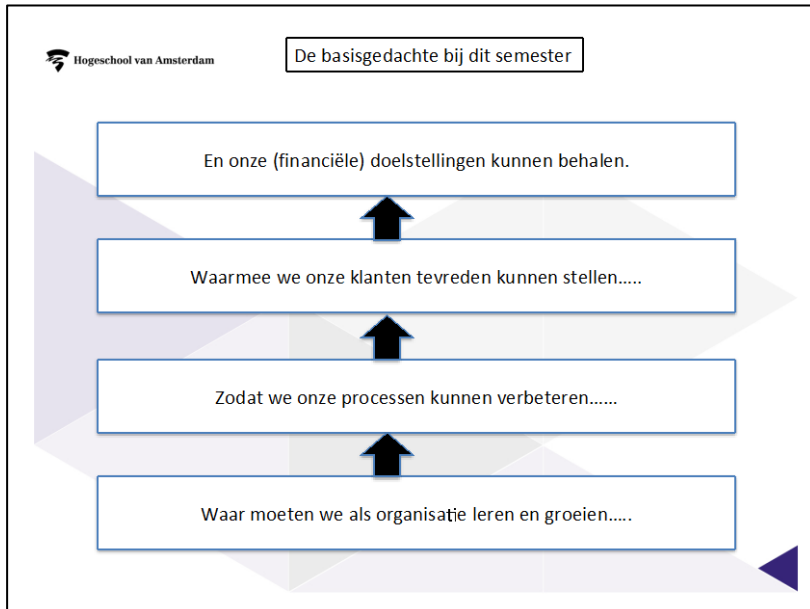 Hogeschool van Amsterdam
De basisgedachte bij dit semester
En onze (financiële) doelstellingen kunnen behalen.
Waarmee we onze klanten tevreden kunnen stellen.....
Zodat we onze processen kunnen verbeteren......
Waar moeten we als organisatie leren en groeien.....